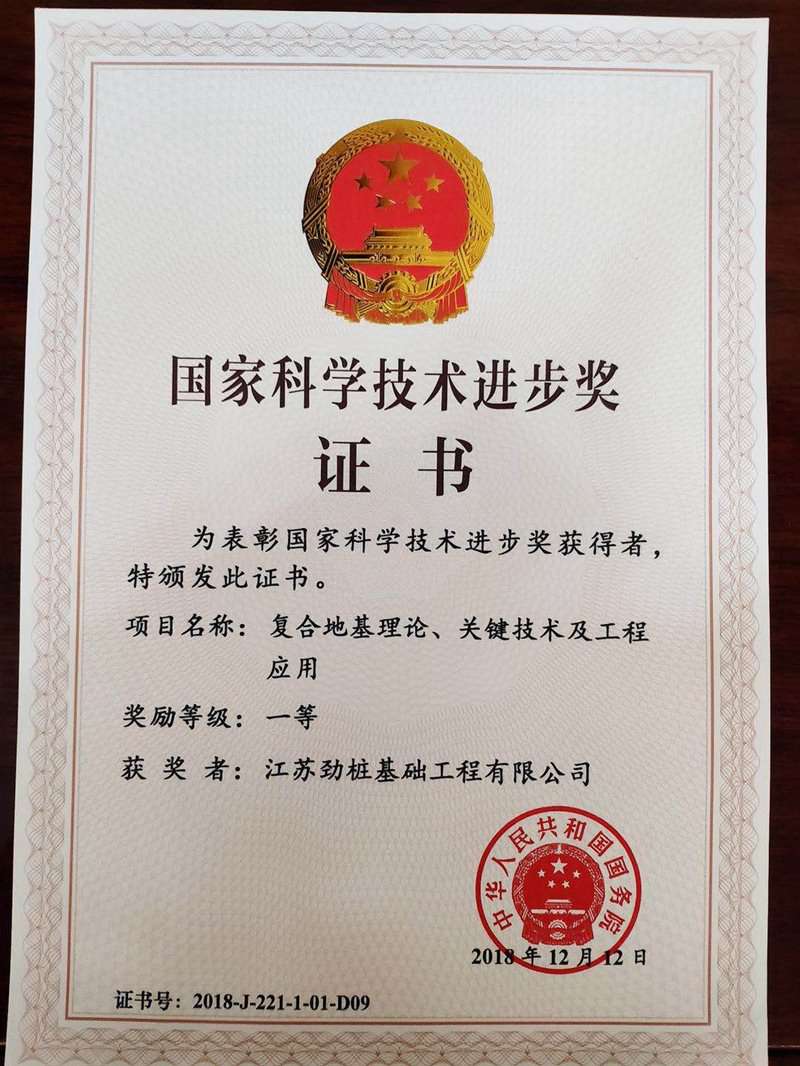 国家科学技术进步奖
证书
为表彰国家科学技术进步奖获得者，
特颁发此证书。
项目名称：复合地基理论、关键技术及工程
应用
奖励等级：一等
获奖者：江苏劲桩基础工程有限公司
中华人民共和国国务院
2018年12月12日
证书号：2018-J-221-1-01-D09